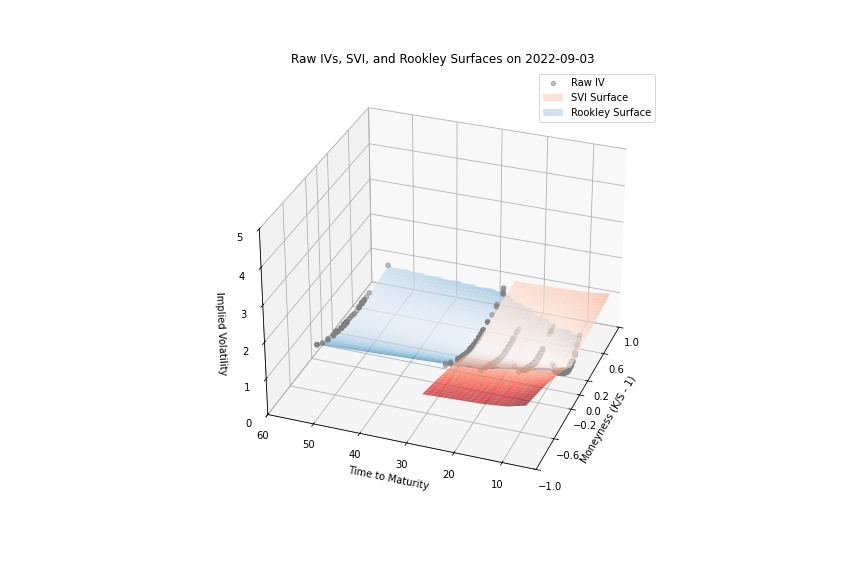 Raw IVs, SVI, and Rookley Surfaces on 2022-09-03
Raw IV
SVI Surface
Rookley Surface
5
4
3
2
1
0
Implied Volatility
60
50
40
30
20
10
Time to Maturity
1.0
0.6
0.2
0.0
−0.2
−0.6
−1.0
Moneyness (K/S - 1)